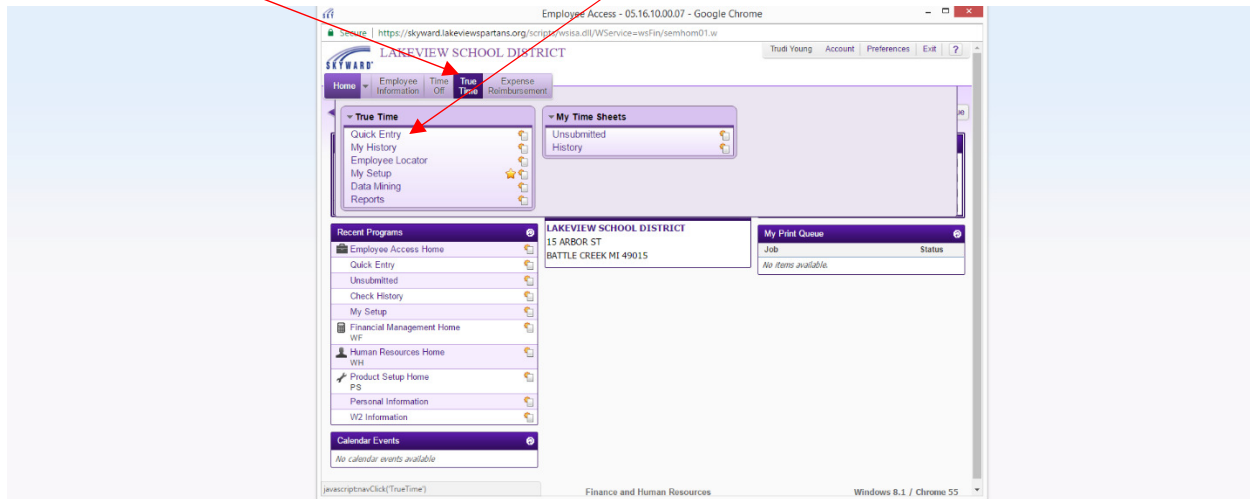 Employee Access - 05.16.10.00.07 - Google Chrome
Secure | https://skyward.lakeviewspartans.org/scripts/wsisa.dll/WService=wsFin/semhom01.w
SKYWARD
LAKEVIEW SCHOOL DISTRICT
Trudi Young Account Preferences Exit ?
Home Employee Information Time Off True Time Expense Reimbursement
True Time
Quick Entry
My History
Employee Locator
My Setup
Data Mining
Reports
My Time Sheets
Unsubmitted
History
Recent Programs
Employee Access Home
Quick Entry
Unsubmitted
Check History
My Setup
Financial Management Home
WF
Human Resources Home
WH
Product Setup Home
PS
Personal Information
W2 Information
Calendar Events
No calendar events available
LAKEVIEW SCHOOL DISTRICT
15 ARBOR ST
BATTLE CREEK MI 49015
My Print Queue
Job Status
No items available.
javascript:navClick('TrueTime')
Finance and Human Resources
Windows 8.1 / Chrome 55